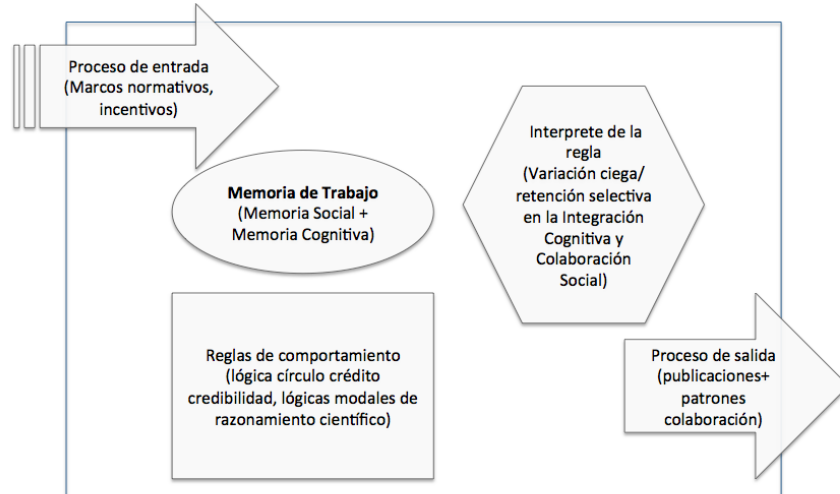 Proceso de entrada
(Marcos normativos,
incentivos)
Memoria de Trabajo
(Memoria Social +
Memoria Cognitiva)
Interprete de la
regla
(Variación ciega/
retención selectiva
en la Integración
Cognitiva y
Colaboración
Social)
Reglas de comportamiento
(lógica círculo crédito
credibilidad, lógicas modales de
razonamiento científico)
Proceso de salida
(publicaciones+
patrones
colaboración)